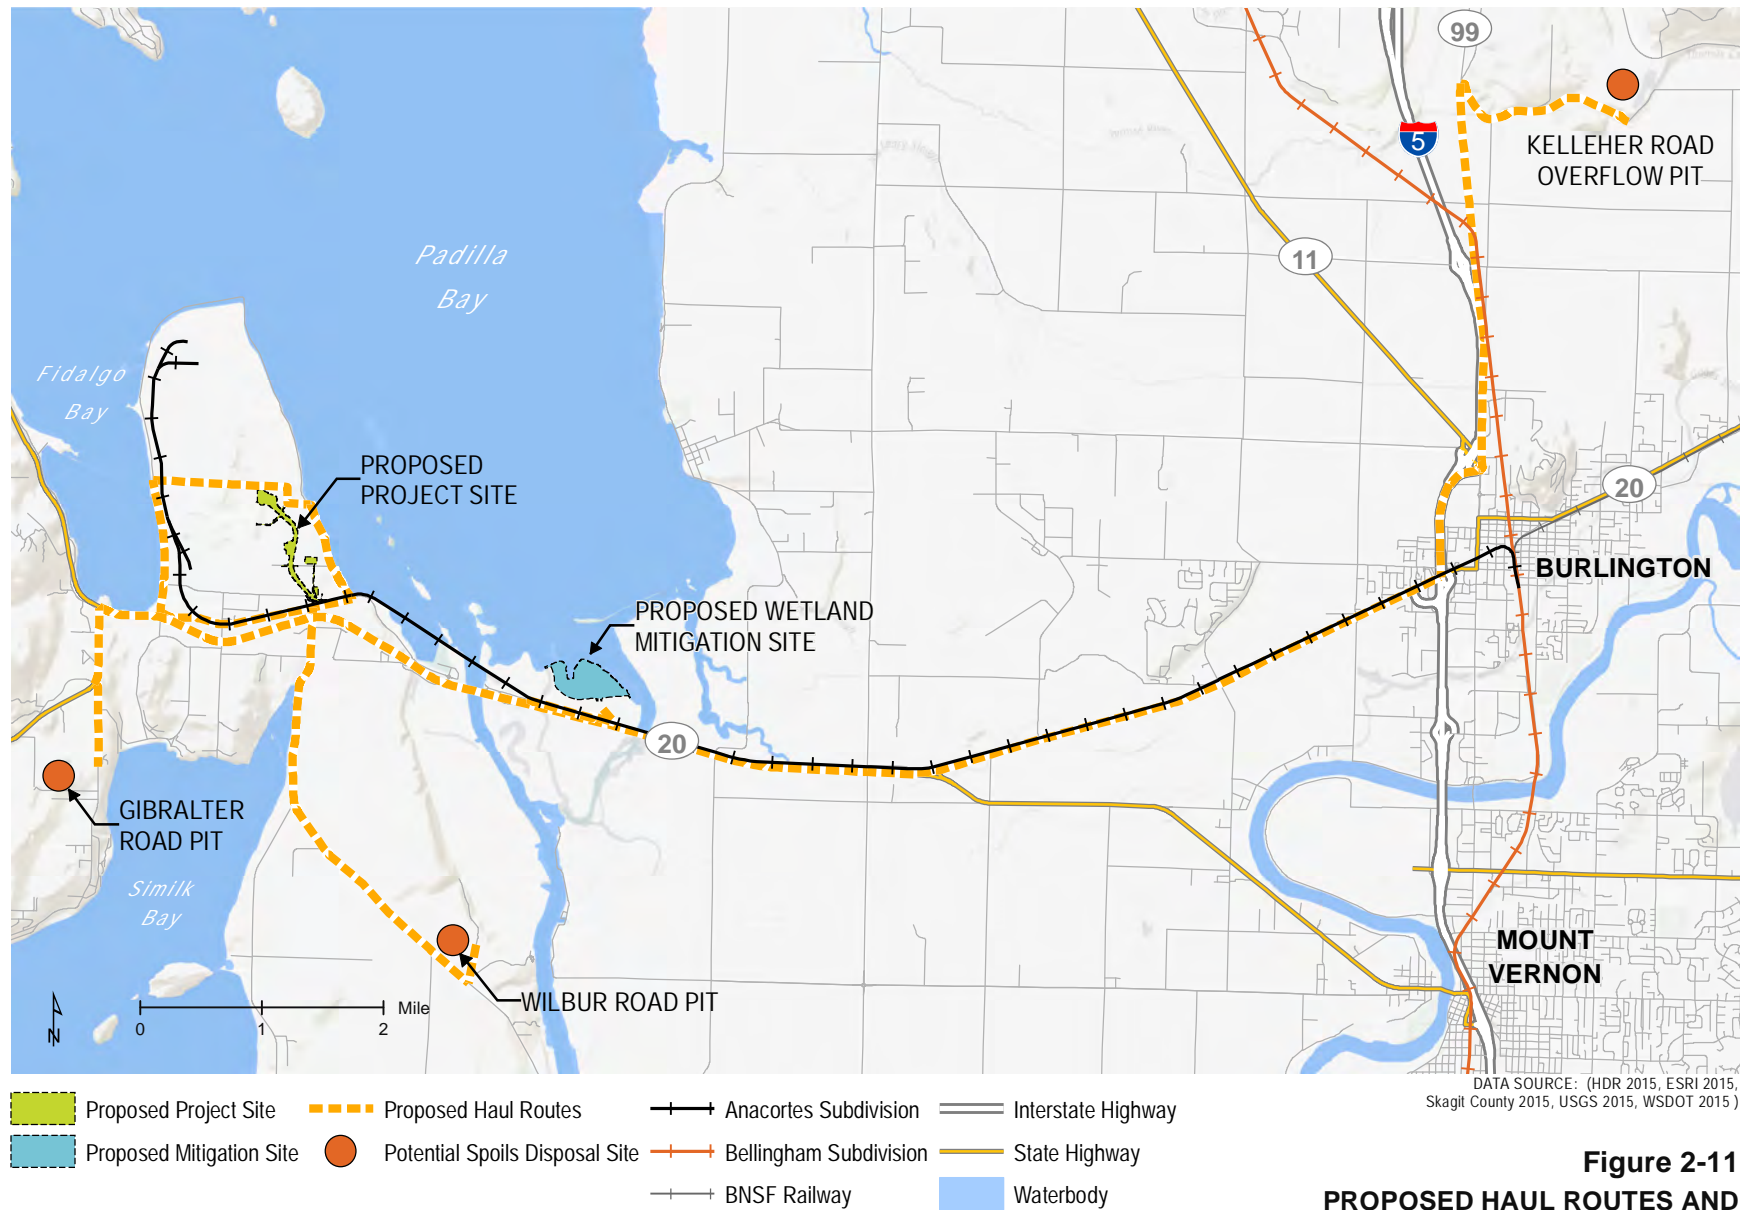 99
5
KELLEHER ROAD
OVERFLOW PIT
Padilla
Bay
11
Fidalgo
Bay
PROPOSED
PROJECT SITE
20
BURLINGTON
PROPOSED WETLAND
MITIGATION SITE
20
GIBRALTER
ROAD PIT
Similk
Bay
MOUNT
VERNON
WILBUR ROAD PIT
N
0 1 2 Mile
DATA SOURCE: (HDR 2015, ESRI 2015,
Skagit County 2015, USGS 2015, WSDOT 2015 )
Proposed Project Site
Proposed Mitigation Site
Proposed Haul Routes
Potential Spoils Disposal Site
Anacortes Subdivision
Bellingham Subdivision
BNSF Railway
Interstate Highway
State Highway
Waterbody
Figure 2-11
PROPOSED HAUL ROUTES AND